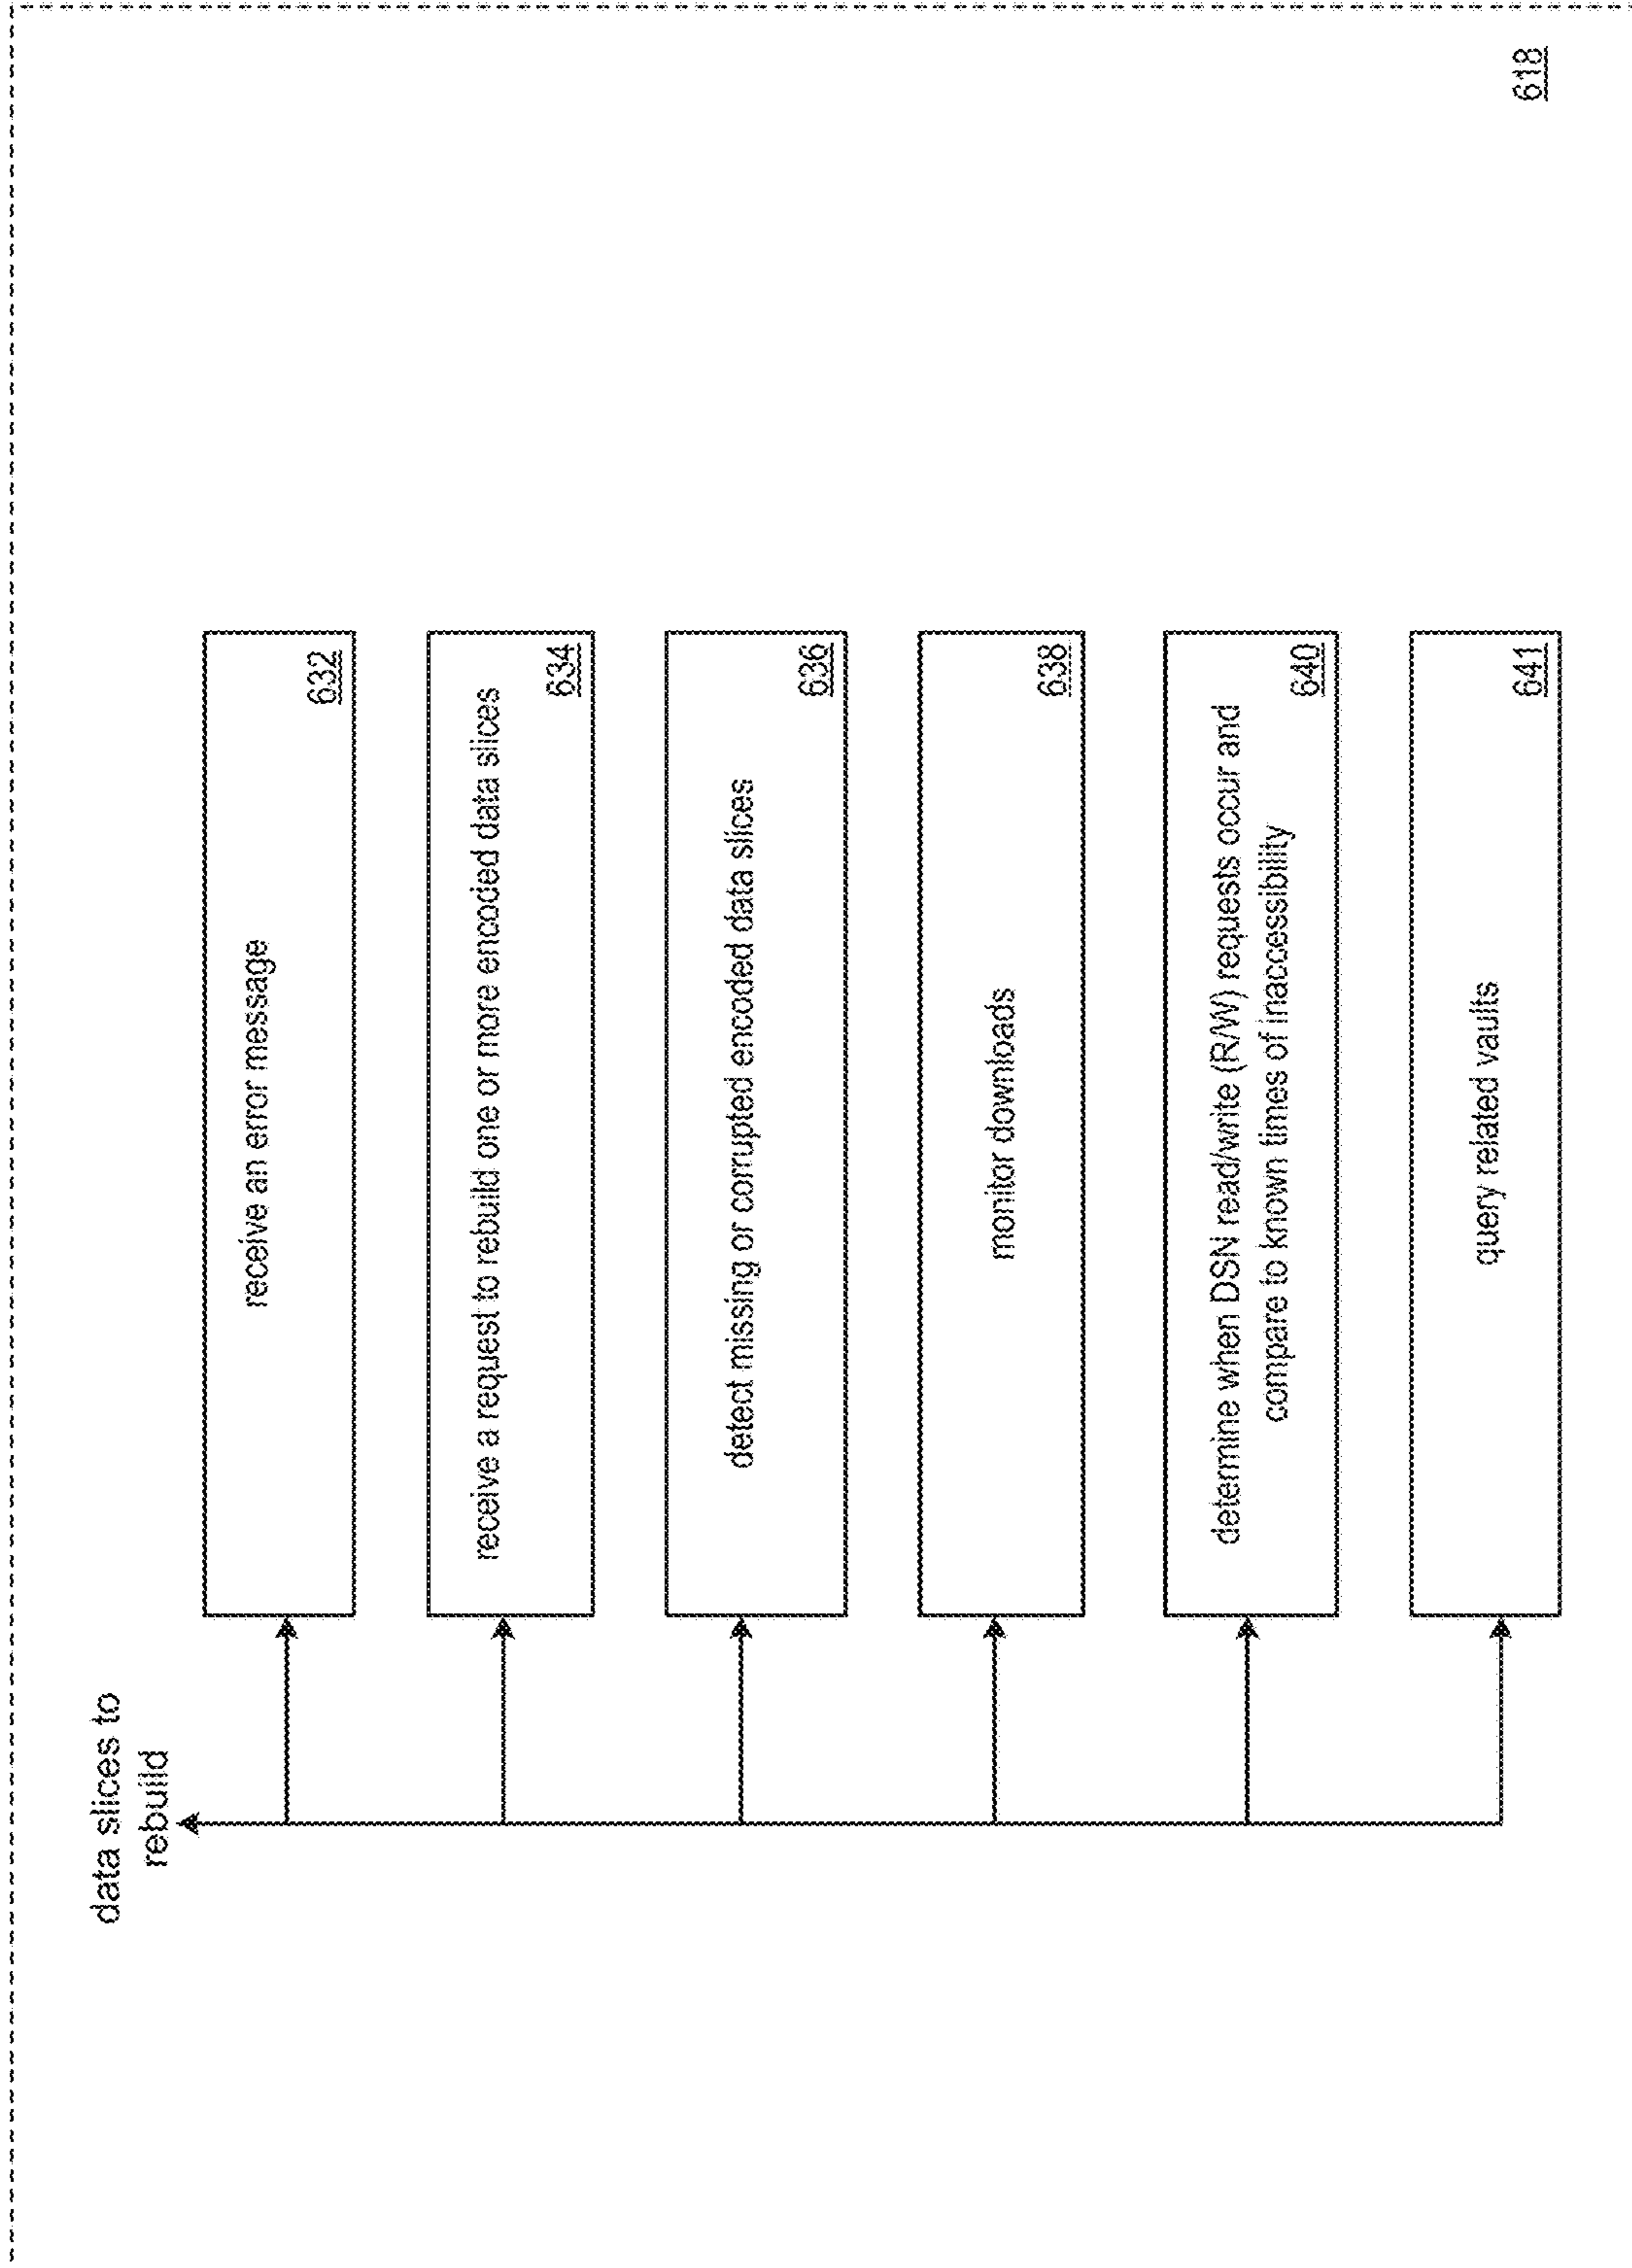 data slices to
rebuild
receive an error message
632
receive a request to rebuild one or more encoded data slices
634
detect missing or corrupted encoded data slices
636
monitor downloads
638
determine when DSN read/write (R/W) requests occur and
compare to known times of inaccessibility
640
query related vaults
641
618